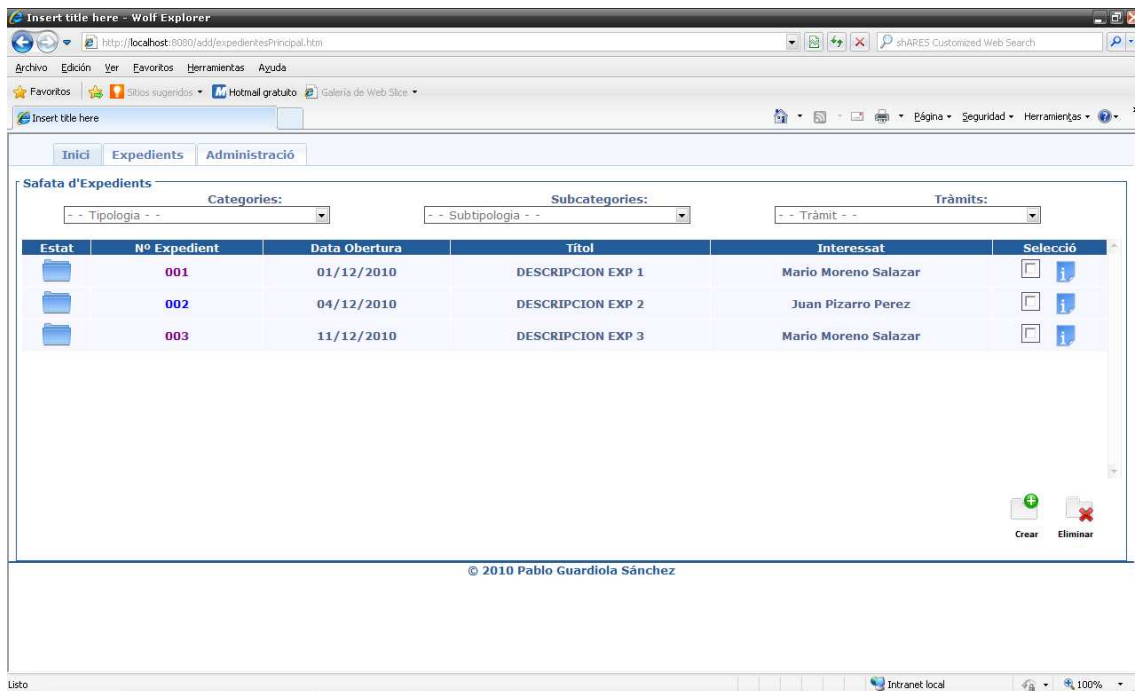 Insert title here - Wolf Explorer
http://localhost:8080/add/expedientesPrincipal.htm
shARES Customized Web Search
Archivo Edición Ver Favoritos Herramientas Ayuda
Favoritos Sitios sugeridos Hotmail gratuito Galería de Web Slice
Insert title here Página Seguridad Herramientas
Inici Expedients Administració
Safata d'Expedients
Categories: Subcategories: Tràmits:
- - Tipologia - - - - Subtipologia - - - - Tràmit - -
Estat Nº Expedient Data Obertura Títol Interessat Selecció
001 01/12/2010 DESCRIPCION EXP 1 Mario Moreno Salazar
002 04/12/2010 DESCRIPCION EXP 2 Juan Pizarro Perez
003 11/12/2010 DESCRIPCION EXP 3 Mario Moreno Salazar
Crear Eliminar
© 2010 Pablo Guardiola Sánchez
Listo Intranet local 100%